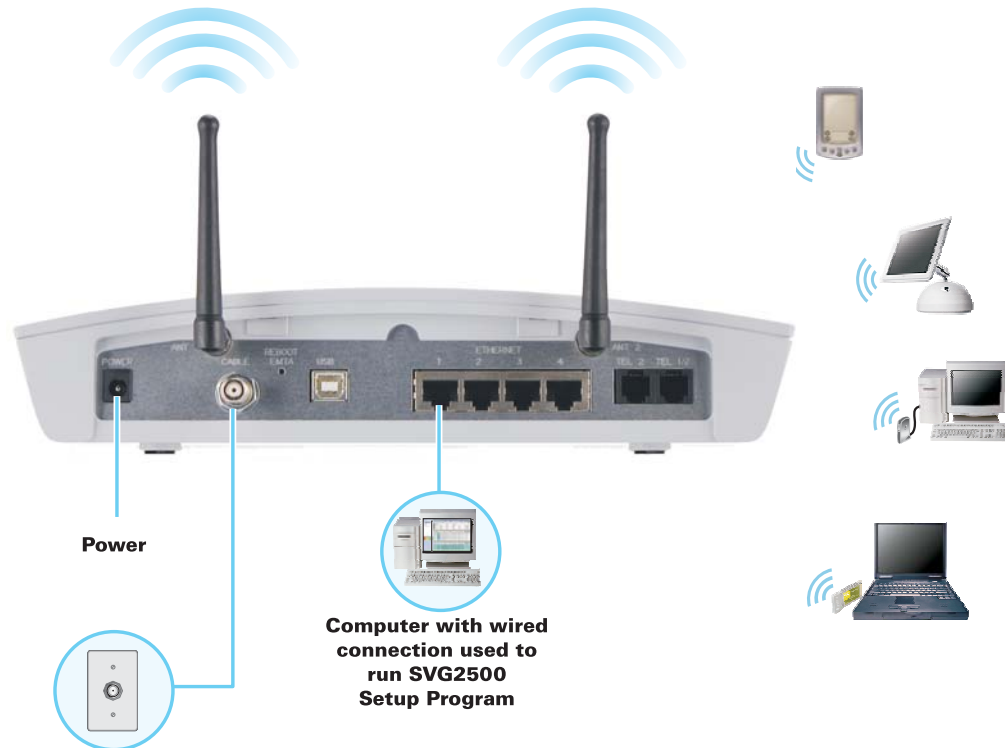 ANT
ETHERNET
ANT 2
POWER
CABLE
REBOOT
EMTA
USB
1 2 3 4
TEL 2
TEL 1/2
Power
Computer with wired
connection used to
run SVG2500
Setup Program